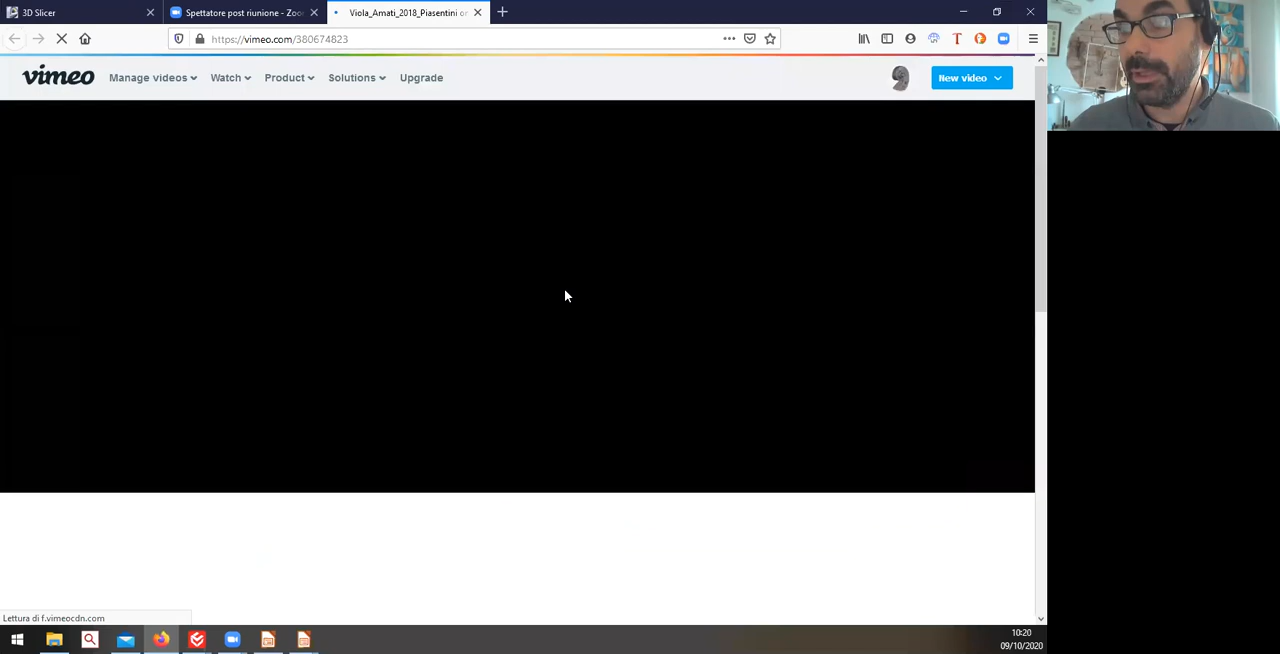 3D Slicer
Spettatore post riunione - Zoo
Viola_Amati_2018_Piasentini or
https://vimeo.com/380674823
vimeo
Manage videos
Watch
Product
Solutions
Upgrade
New video
Lettura di f.vimeocdn.com
10:20
09/10/2020